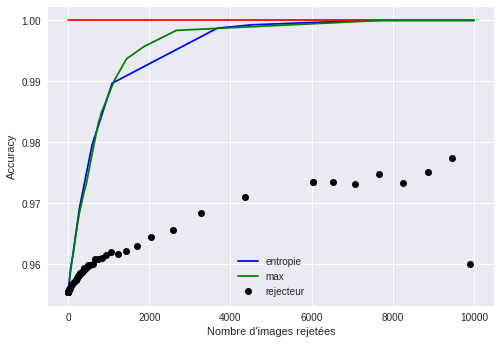 1.00
0.99
0.98
0.97
0.96
Accuracy
entropie
max
rejecteur
0
2000
4000
6000
8000
10000
Nombre d'images rejetées